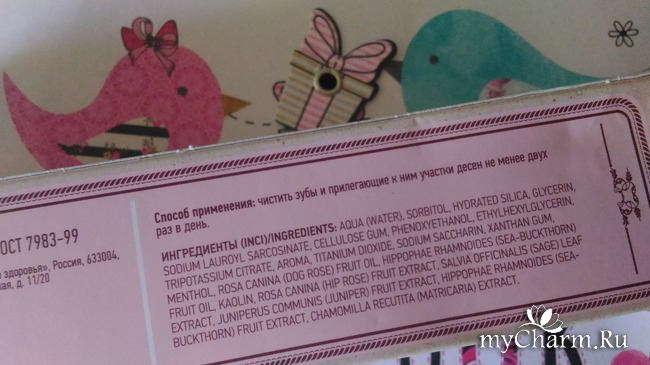 Способ применения: чистить зубы и прилегающие к ним участки десен не менее двух
раз в день.
ИНГРЕДИЕНТЫ (INCI)/INGREDIENTS: AQUA (WATER), SORBITOL, HYDRATED SILICA, GLYCERIN,
SODIUM LAUROYL SARCOSINATE, CELLULOSE GUM, PHENOXYETHANOL, ETHYLHEXYLGLYCERIN,
TRIPOTASSIUM CITRATE, AROMA, TITANIUM DIOXIDE, SODIUM SACCHARIN, XANTHAN GUM,
MENTHOL, ROSA CANINA (DOG ROSE) FRUIT OIL, HIPPOPHAE RHAMNOIDES (SEA-BUCKTHORN)
FRUIT OIL, KAOLIN, ROSA CANINA (HIP ROSE) FRUIT EXTRACT, SALVIA OFFICINALIS (SAGE) LEAF
EXTRACT, JUNIPERUS COMMUNIS (JUNIPER) FRUIT EXTRACT, HIPPOPHAE RHAMNOIDES (SEA-
BUCKTHORN) FRUIT EXTRACT, CHAMOMILLA RECUTITA (MATRICARIA) EXTRACT.
ОСТ 7983-99
здоровья», Россия, 633004,
ая, д. 11/20
myCharm.Ru